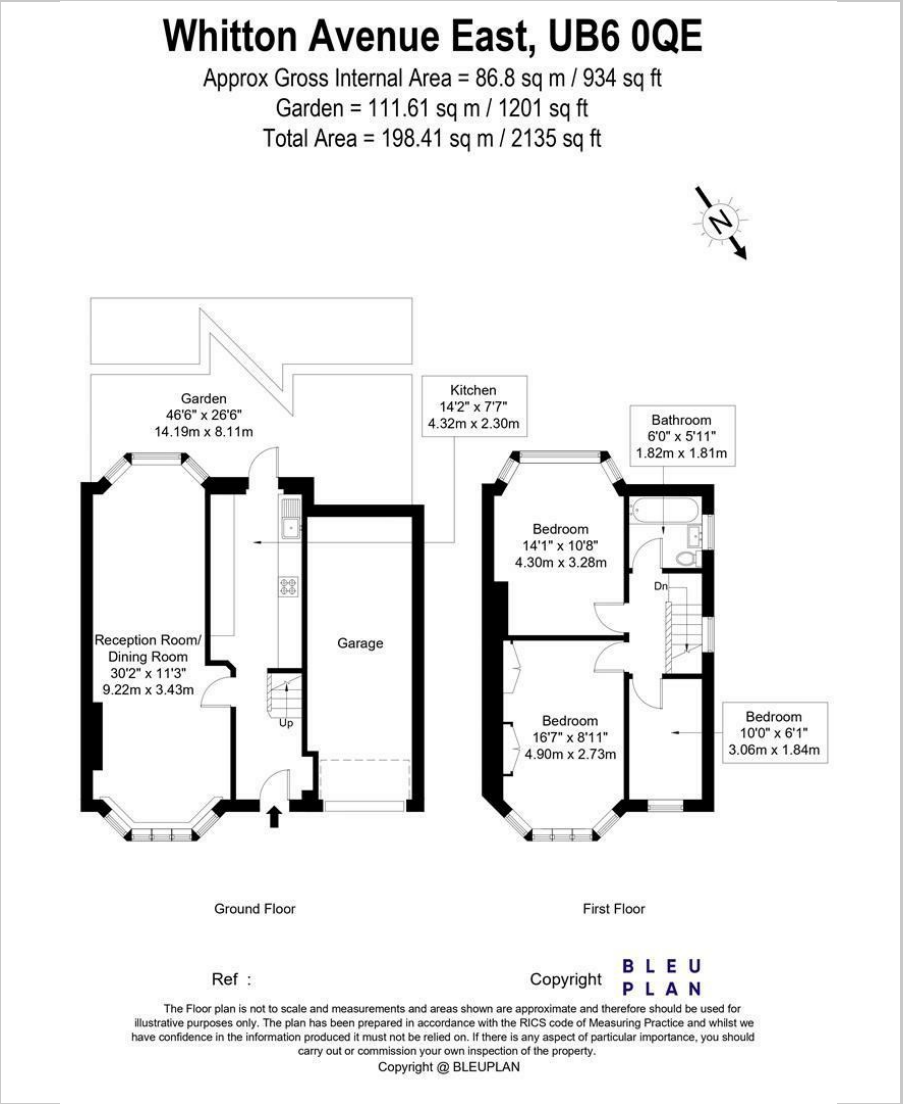 Whitton Avenue East, UB6 0QE
Approx Gross Internal Area = 86.8 sq m / 934 sq ft
Garden = 111.61 sq m / 1201 sq ft
Total Area = 198.41 sq m / 2135 sq ft
N
Garden
46'6" x 26'6"
14.19m x 8.11m
Kitchen
14'2" x 7'7"
4.32m x 2.30m
Reception Room/
Dining Room
30'2" x 11'3"
9.22m x 3.43m
Garage
Up
Bathroom
6'0" x 5'11"
1.82m x 1.81m
Bedroom
14'1" x 10'8"
4.30m x 3.28m
Dn
Bedroom
16'7" x 8'11"
4.90m x 2.73m
Bedroom
10'0" x 6'1"
3.06m x 1.84m
Ground Floor
First Floor
Ref :
Copyright
BLEU
PLAN
The Floor plan is not to scale and measurements and areas shown are approximate and therefore should be used for
illustrative purposes only. The plan has been prepared in accordance with the RICS code of Measuring Practice and whilst we
have confidence in the information produced it must not be relied on. If there is any aspect of particular importance, you should
carry out or commission your own inspection of the property.
Copyright @ BLEUPLAN